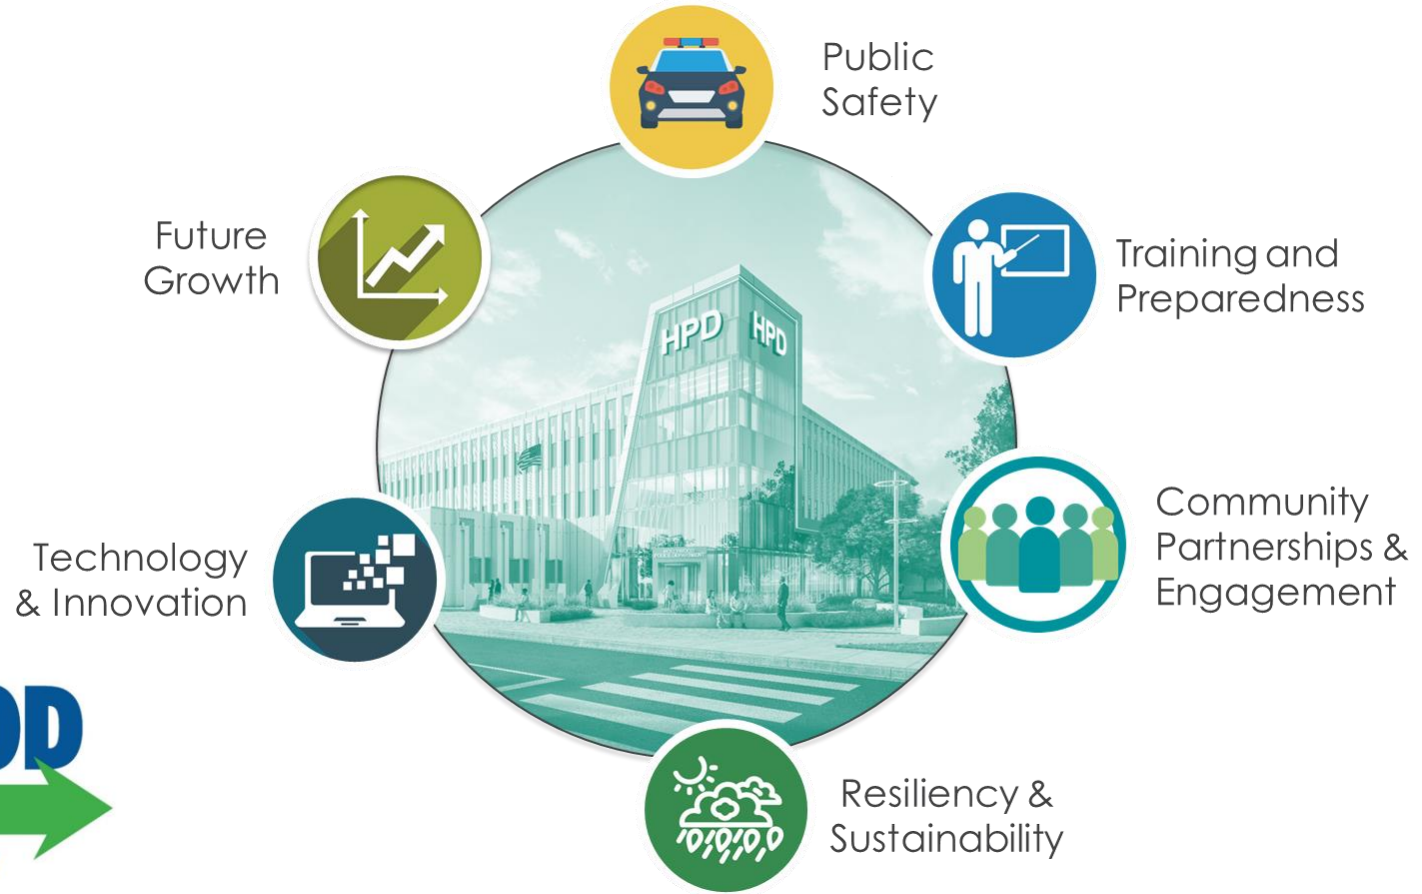 Public
Safety
Training and
Preparedness
Community
Partnerships &
Engagement
Resiliency &
Sustainability
Technology
& Innovation
Future
Growth
HPD
HPD